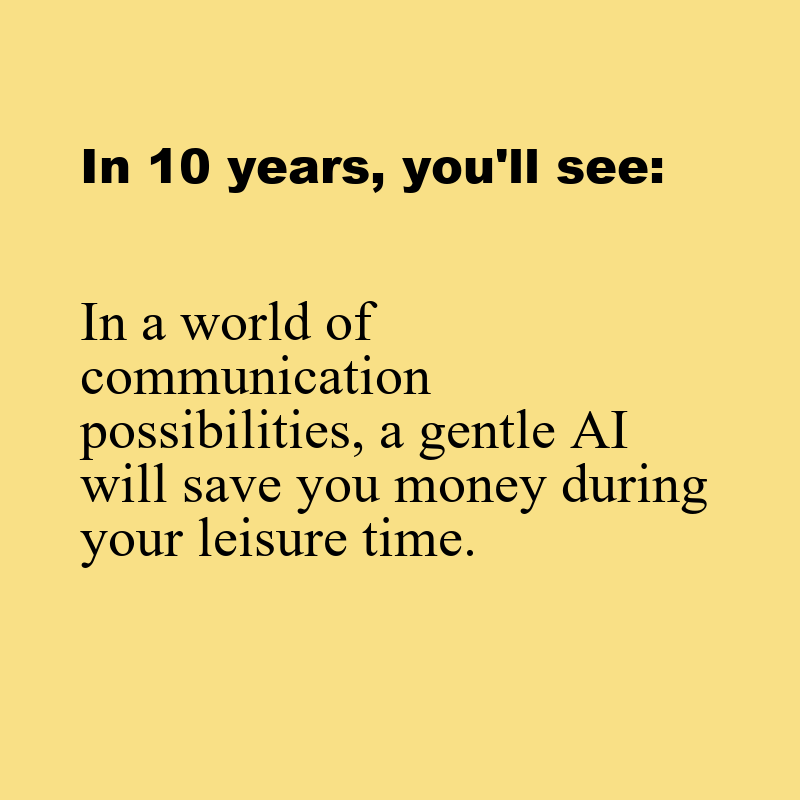 In 10 years, you'll see:
In a world of
communication
possibilities, a gentle AI
will save you money during
your leisure time.